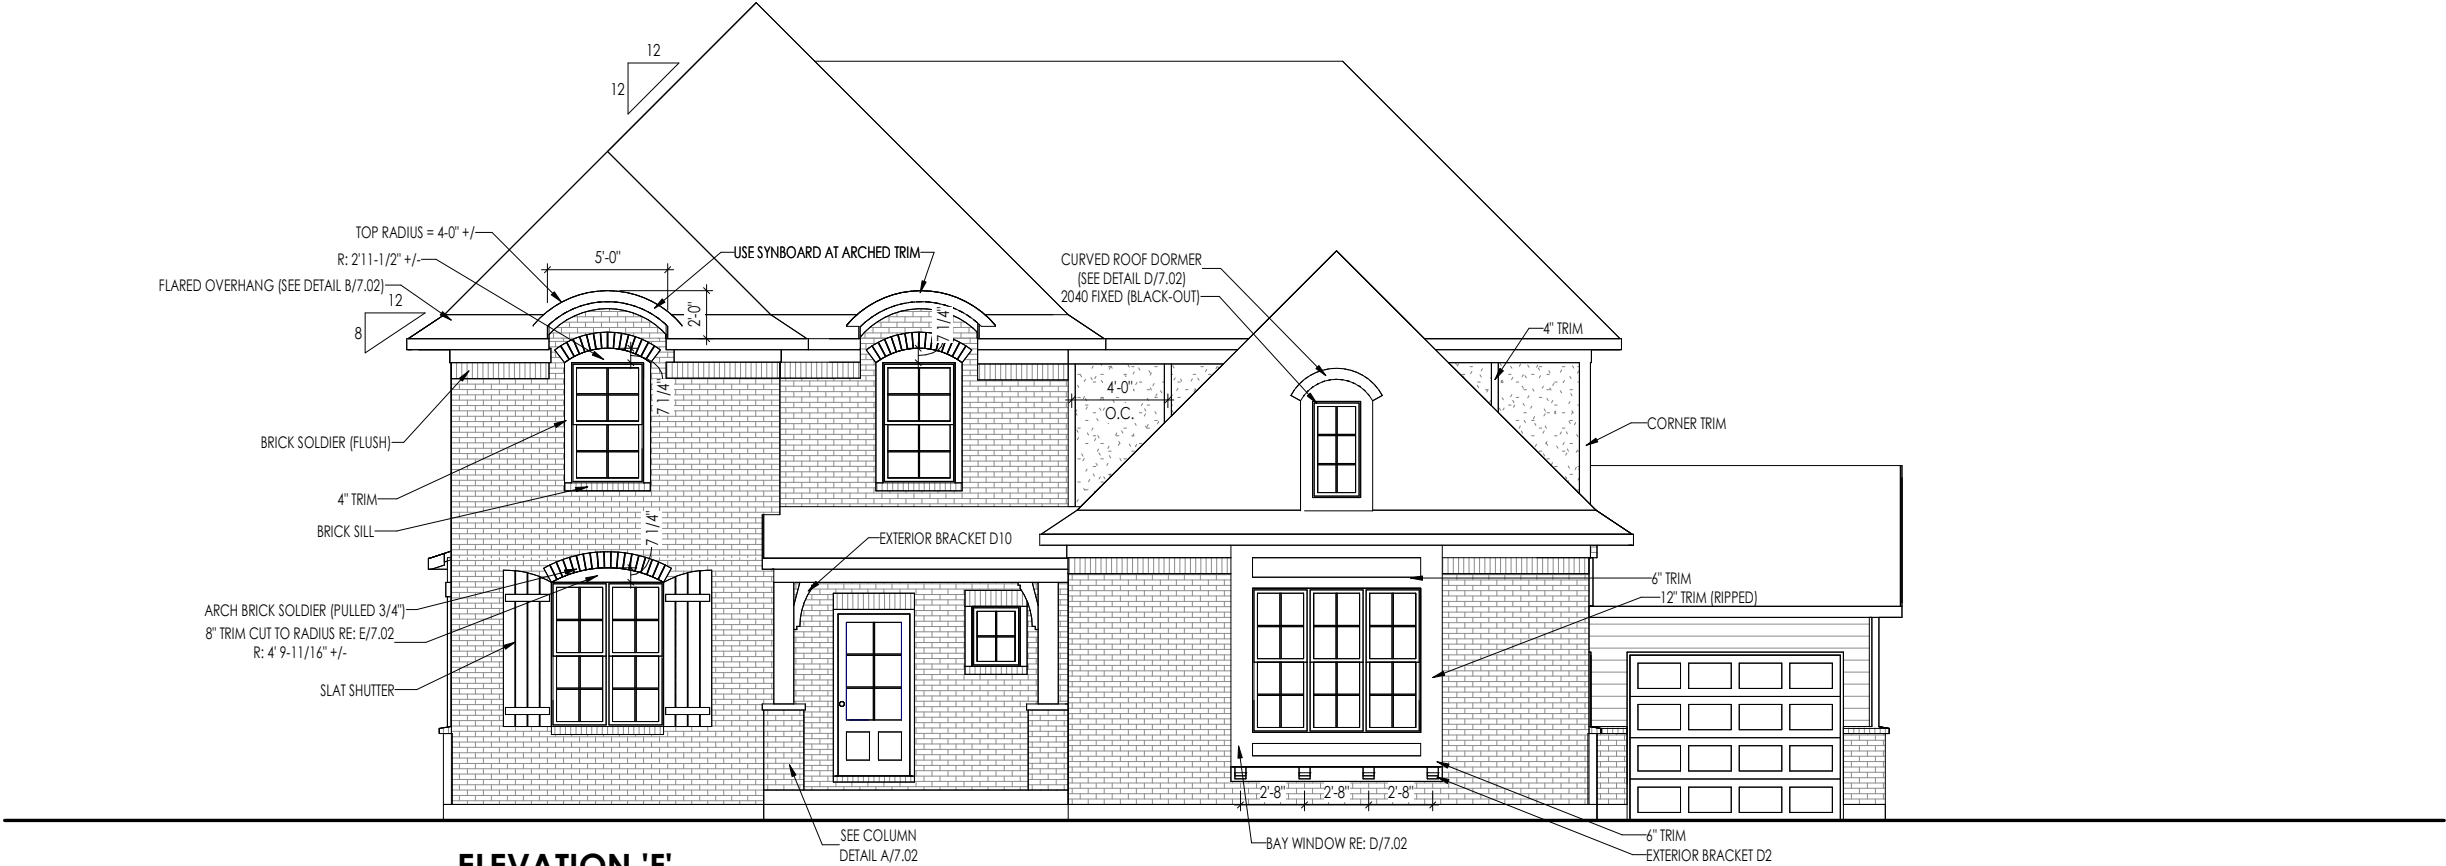 12
12
TOP RADIUS = 4-0" +/-
R: 2'11-1/2" +/-
FLARED OVERHANG (SEE DETAIL B/7.02)
12
8
5'-0"
2'-0"
USE SYNBOARD AT ARCHED TRIM
7 1/4"
7 1/4"
CURVED ROOF DORMER
(SEE DETAIL D/7.02)
2040 FIXED (BLACK-OUT)
4" TRIM
4'-0"
O.C.
CORNER TRIM
BRICK SOLDIER (FLUSH)
4" TRIM
BRICK SILL
7 1/4"
EXTERIOR BRACKET D10
ARCH BRICK SOLDIER (PULLED 3/4")
8" TRIM CUT TO RADIUS RE: E/7.02
R: 4' 9-11/16" +/-
SLAT SHUTTER
6" TRIM
12" TRIM (RIPPED)
2'-8"
2'-8"
2'-8"
SEE COLUMN
DETAIL A/7.02
BAY WINDOW RE: D/7.02
6" TRIM
EXTERIOR BRACKET D2